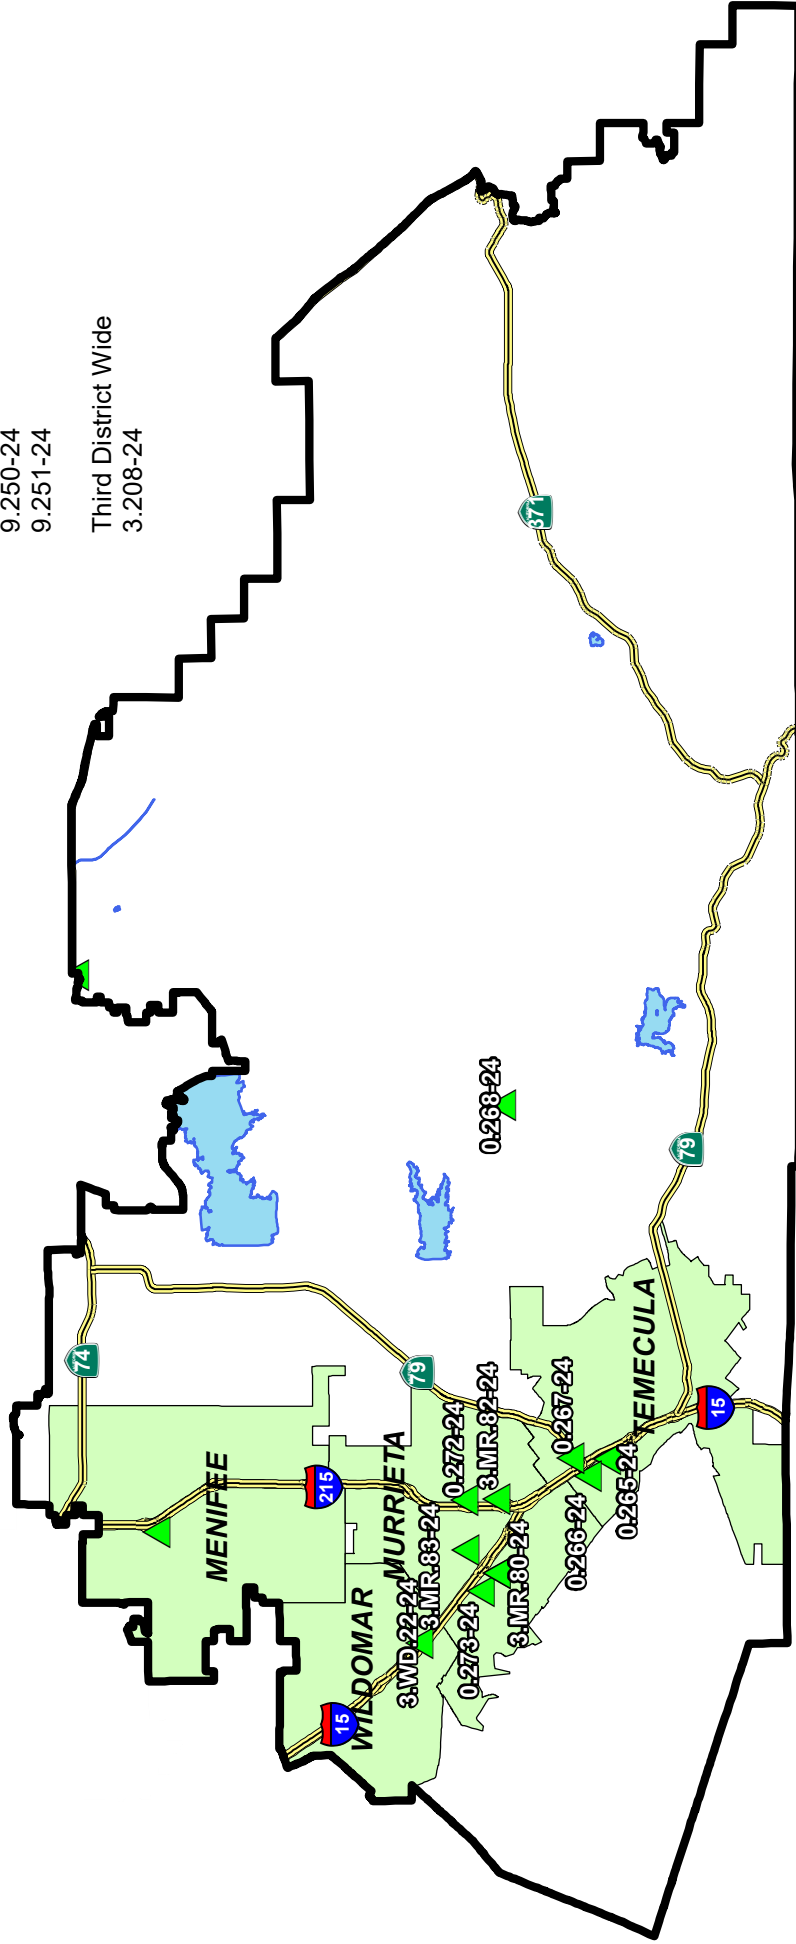 9.250-24
9.251-24
Third District Wide
3.208-24
74
MENIFEE
215
WILDOMAR
15
MURRIETA
79
3.WD.22-24
3.MR.83-24
0.272-24
3.MR.82-24
0.273-24
3.MR.80-24
0.268-24
0.267-24
0.266-24
0.265-24
TEMECULA
15
79
371